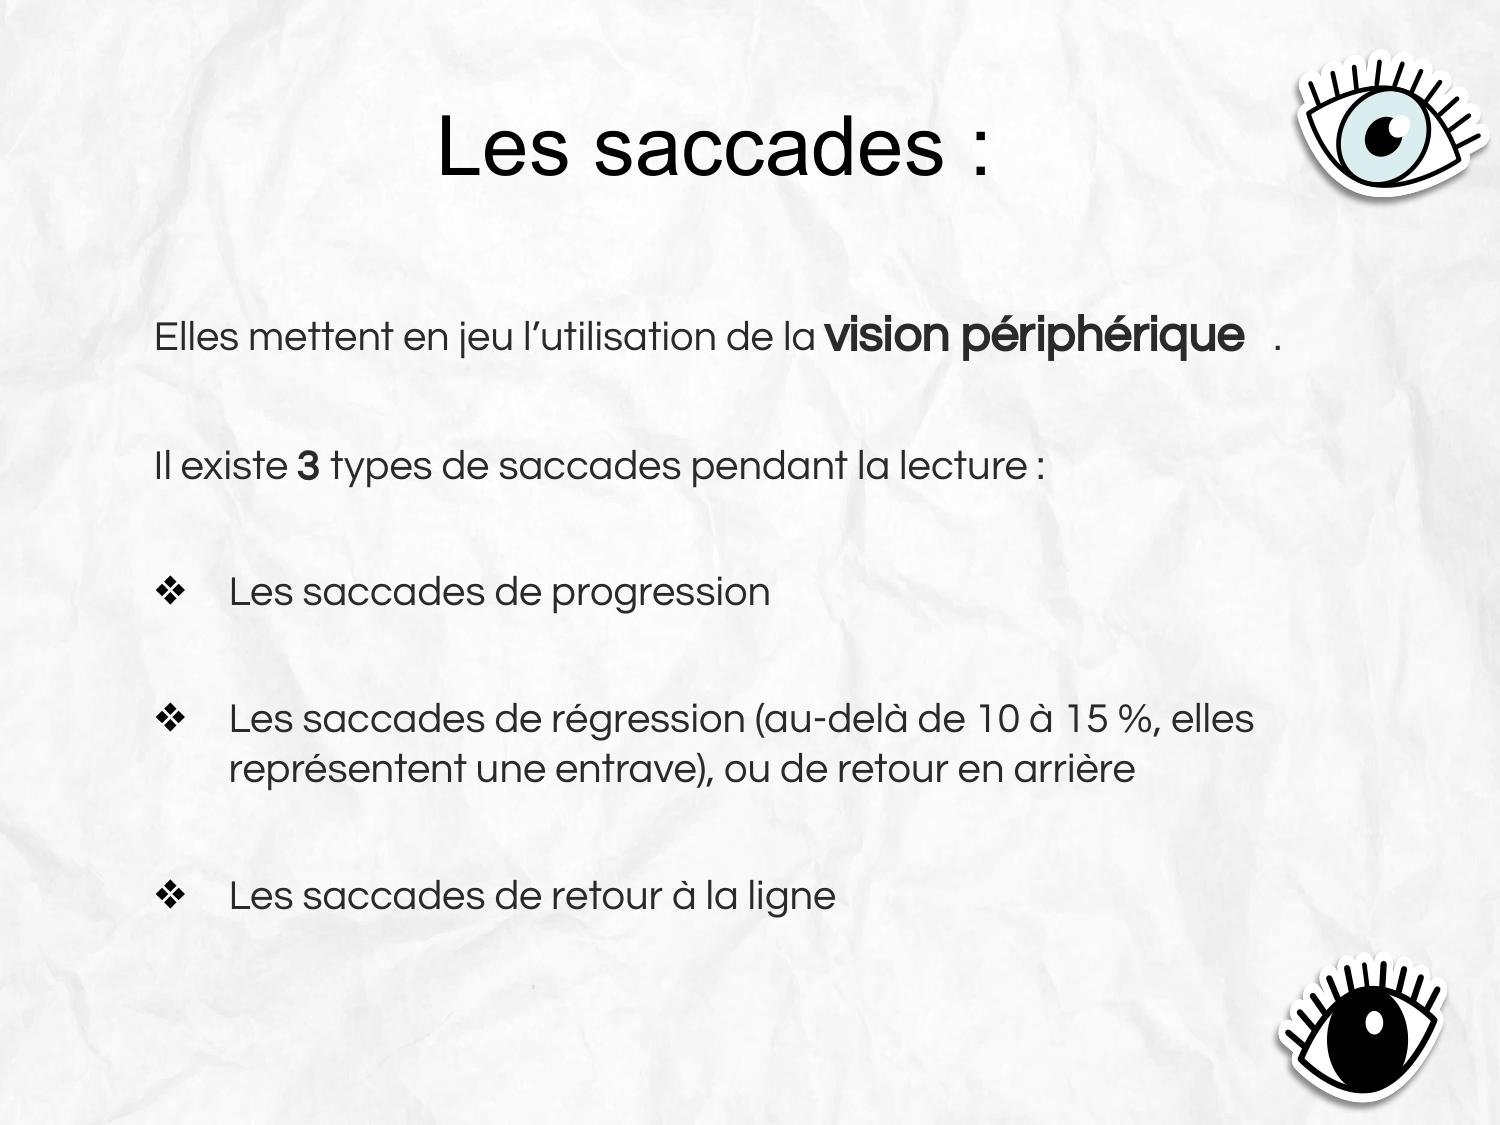 Les saccades :
Elles mettent en jeu l’utilisation de la vision périphérique .
Il existe 3 types de saccades pendant la lecture :
❖ Les saccades de progression
❖ Les saccades de régression (au-delà de 10 à 15 %, elles
représentent une entrave), ou de retour en arrière
❖ Les saccades de retour à la ligne